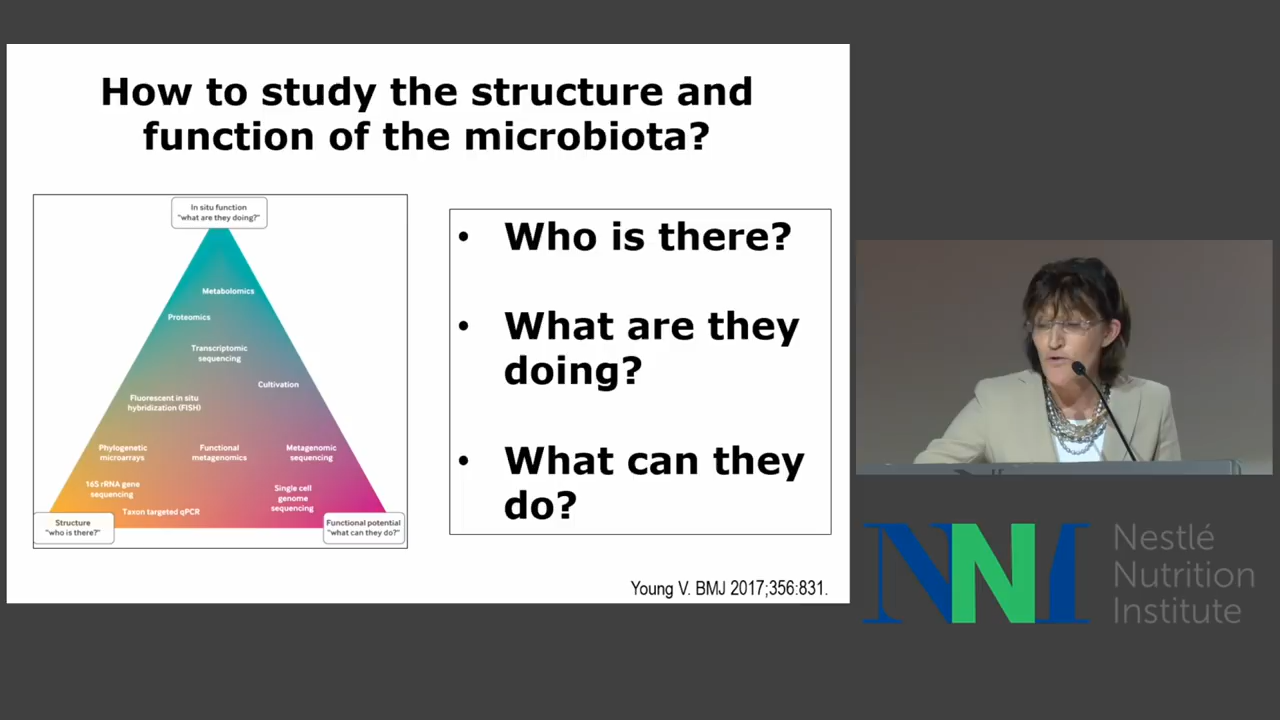 How to study the structure and
function of the microbiota?
In situ function
"what are they doing?"
Metabolomics
Proteomics
Transcriptomic
sequencing
Cultivation
Fluorescent in situ
hybridization (FISH)
Phylogenetic
microarrays
Functional
metagenomics
Metagenomic
sequencing
16S rRNA gene
sequencing
Single cell
genome
sequencing
Taxon targeted qPCR
Structure
"who is there?"
Functional potential
"what can they do?"
• Who is there?
• What are they
doing?
• What can they
do?
Young V. BMJ 2017;356:831.
NNI
Nestlé
Nutrition
Institute